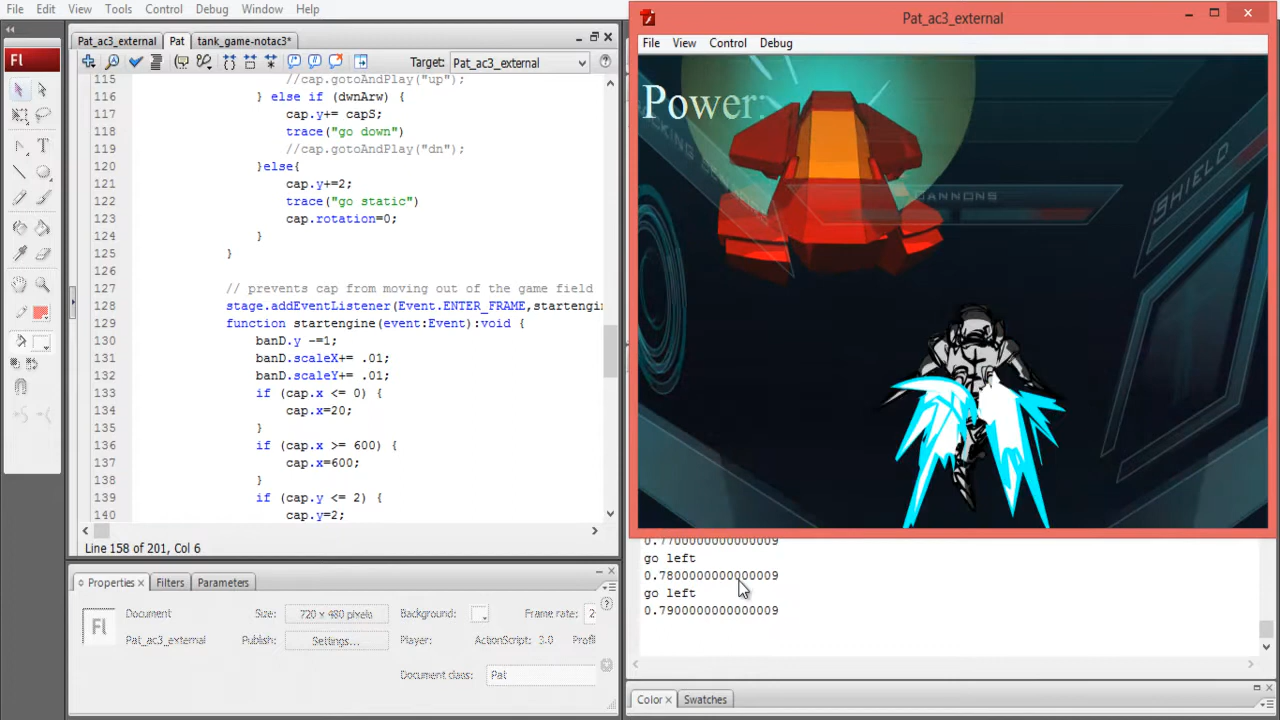 File Edit View Tools Control Debug Window Help
Fl
Pat_ac3_external Pat tank_game-notac3*
Target: Pat_ac3_external
115 //cap.gotoAndPlay("up");
116 } else if (dwnArw) {
117 cap.y+= capS;
118 trace("go down")
119 //cap.gotoAndPlay("dn");
120 }else{
121 cap.y+=2;
122 trace("go static")
123 cap.rotation=0;
124 }
125 }
126
127 // prevents cap from moving out of the game field
128 stage.addEventListener(Event.ENTER_FRAME,startengin
129 function startengine(event:Event):void {
130 banD.y -=1;
131 banD.scaleX+= .01;
132 banD.scaleY+= .01;
133 if (cap.x <= 0) {
134 cap.x=20;
135 }
136 if (cap.x >= 600) {
137 cap.x=600;
138 }
139 if (cap.y <= 2) {
140 cap.y=2;
Line 158 of 201, Col 6
Properties Filters Parameters
Fl
Document
Pat_ac3_external
Size: 720 x 480 pixels Background: Frame rate: 2
Publish: Settings... Player: ActionScript: 3.0 Profil
Document class: Pat
Pat_ac3_external
File View Control Debug
Power:
CANNONS
SHIELD
0.7700000000000009
go left
0.7800000000000009
go left
0.7900000000000009
Color Swatches